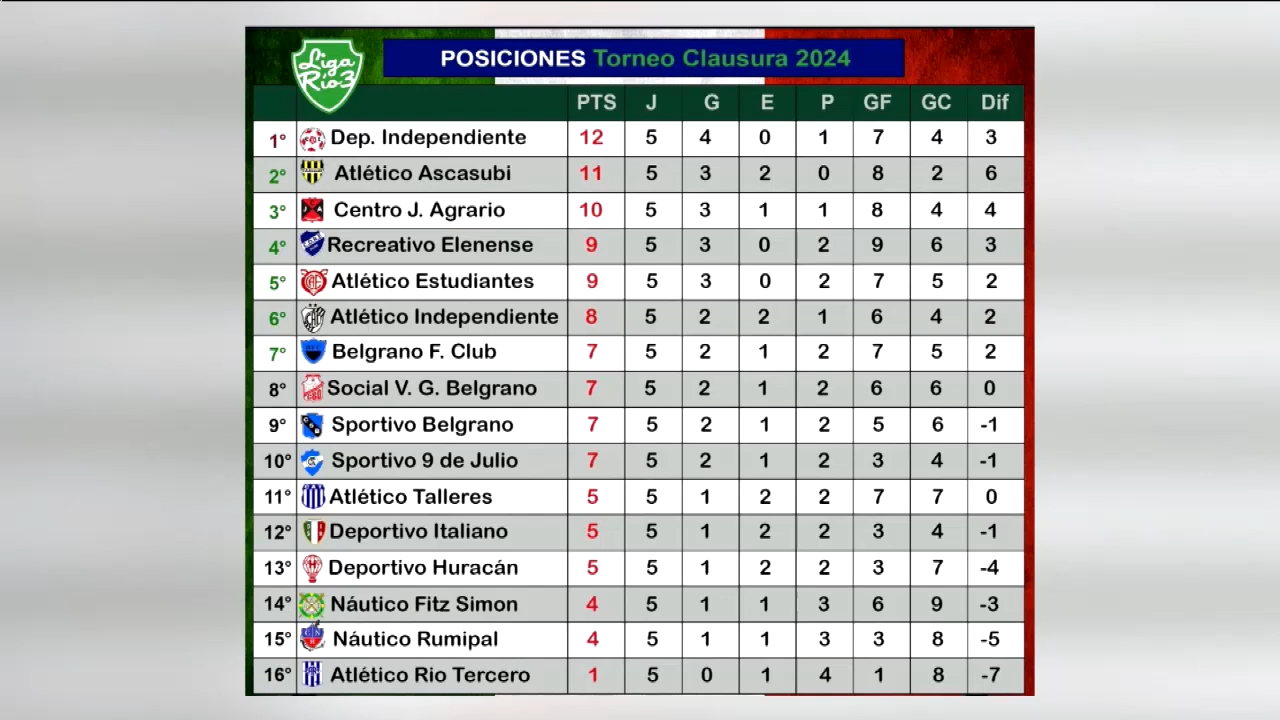 Liga
Rio3
POSICIONES Torneo Clausura 2024
PTS J G E P GF GC Dif
1° Dep. Independiente 12 5 4 0 1 7 4 3
2° Atlético Ascasubi 11 5 3 2 0 8 2 6
3° Centro J. Agrario 10 5 3 1 1 8 4 4
4° Recreativo Elenense 9 5 3 0 2 9 6 3
5° Atlético Estudiantes 9 5 3 0 2 7 5 2
6° Atlético Independiente 8 5 2 2 1 6 4 2
7° Belgrano F. Club 7 5 2 1 2 7 5 2
8° Social V. G. Belgrano 7 5 2 1 2 6 6 0
9° Sportivo Belgrano 7 5 2 1 2 5 6 -1
10° Sportivo 9 de Julio 7 5 2 1 2 3 4 -1
11° Atlético Talleres 5 5 1 2 2 7 7 0
12° Deportivo Italiano 5 5 1 2 2 3 4 -1
13° Deportivo Huracán 5 5 1 2 2 3 7 -4
14° Náutico Fitz Simon 4 5 1 1 3 6 9 -3
15° Náutico Rumipal 4 5 1 1 3 3 8 -5
16° Atlético Rio Tercero 1 5 0 1 4 1 8 -7